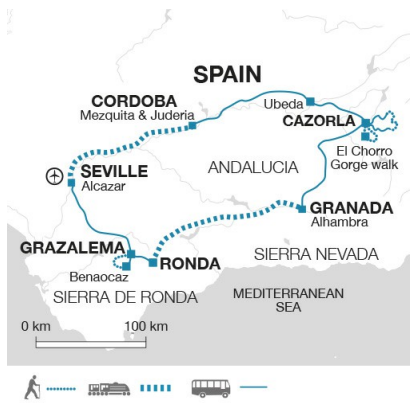 SPAIN
CORDOBA
Mezquita & Juderia
Ubeda
CAZORLA
El Chorro
Gorge walk
ANDALUCIA
SEVILLE
Alcazar
GRANADA
Alhambra
GRAZALEMA
Benaocaz
RONDA
SIERRA NEVADA
SIERRA DE RONDA
MEDITERRANEAN
SEA
0 km 100 km